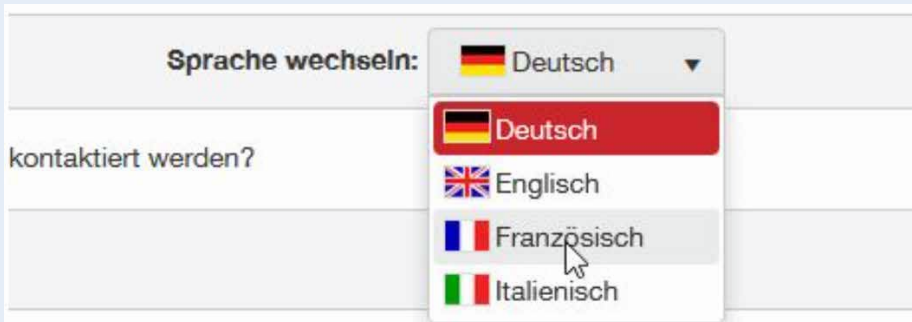 Sprache wechseln: Deutsch
Deutsch
kontaktiert werden?
Englisch
Französisch
Italienisch